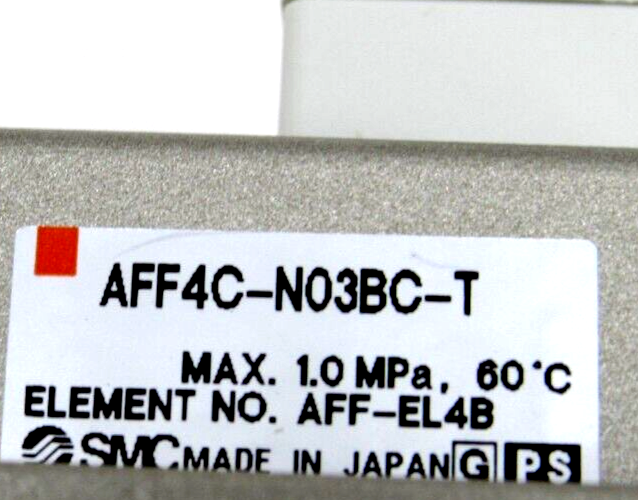 AFF4C-N03BC-T
MAX. 1.0 MPa, 60°C
ELEMENT NO. AFF-EL4B
SMC MADE IN JAPAN G PS